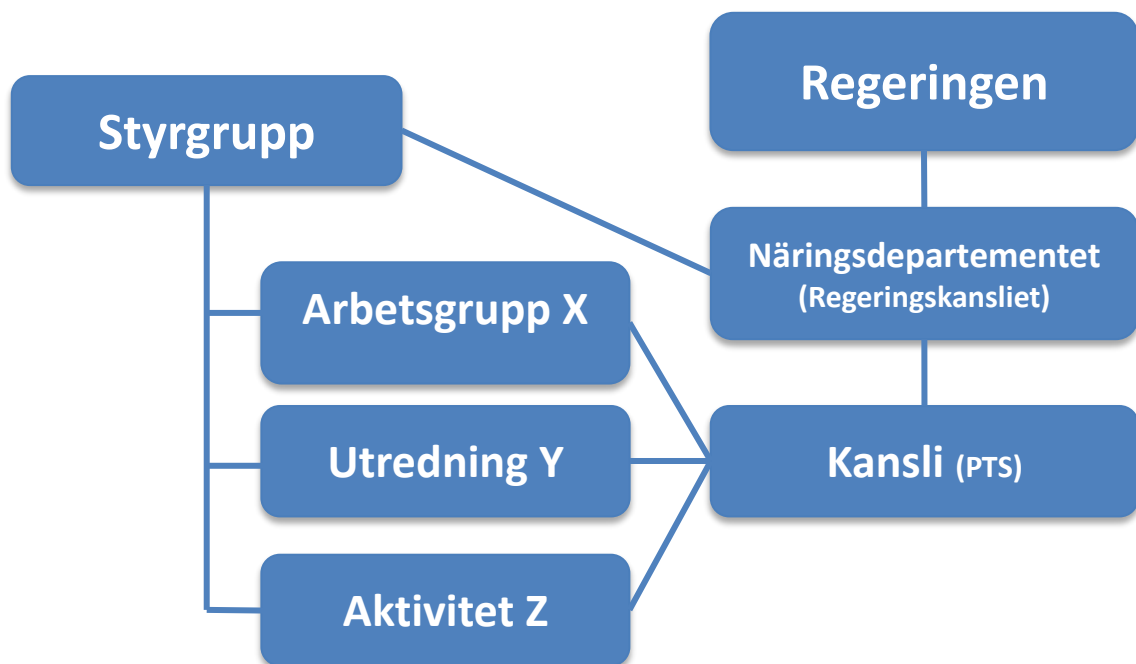 Regeringen
Styrgrupp
Näringsdepartementet
(Regeringskansliet)
Arbetsgrupp X
Utredning Y
Kansli (PTS)
Aktivitet Z